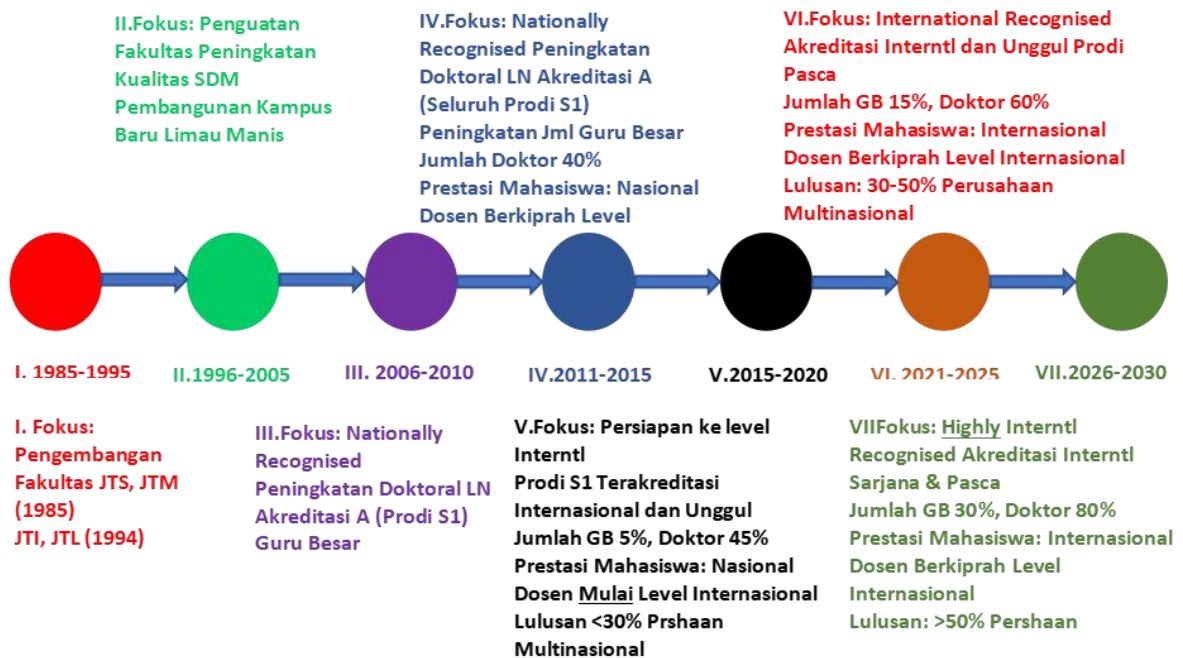 II.Fokus: Penguatan
Fakultas Peningkatan
Kualitas SDM
Pembangunan Kampus
Baru Limau Manis
IV.Fokus: Nationally
Recognised Peningkatan
Doktoral LN Akreditasi A
(Seluruh Prodi S1)
Peningkatan Jml Guru Besar
Jumlah Doktor 40%
Prestasi Mahasiswa: Nasional
Dosen Berkiprah Level
VI.Fokus: International Recognised
Akreditasi Interntl dan Unggul Prodi
Pasca
Jumlah GB 15%, Doktor 60%
Prestasi Mahasiswa: Internasional
Dosen Berkiprah Level Internasional
Lulusan: 30-50% Perusahaan
Multinasional
I. 1985-1995
II.1996-2005
III. 2006-2010
IV.2011-2015
V.2015-2020
VI. 2021-2025
VII.2026-2030
I. Fokus:
Pengembangan
Fakultas JTS, JTM
(1985)
JTI, JTL (1994)
III.Fokus: Nationally
Recognised
Peningkatan Doktoral LN
Akreditasi A (Prodi S1)
Guru Besar
V.Fokus: Persiapan ke level
Interntl
Prodi S1 Terakreditasi
Internasional dan Unggul
Jumlah GB 5%, Doktor 45%
Prestasi Mahasiswa: Nasional
Dosen Mulai Level Internasional
Lulusan <30% Prshaan
Multinasional
VIIFokus: Highly Interntl
Recognised Akreditasi Interntl
Sarjana & Pasca
Jumlah GB 30%, Doktor 80%
Prestasi Mahasiswa: Internasional
Dosen Berkiprah Level
Internasional
Lulusan: >50% Pershaan